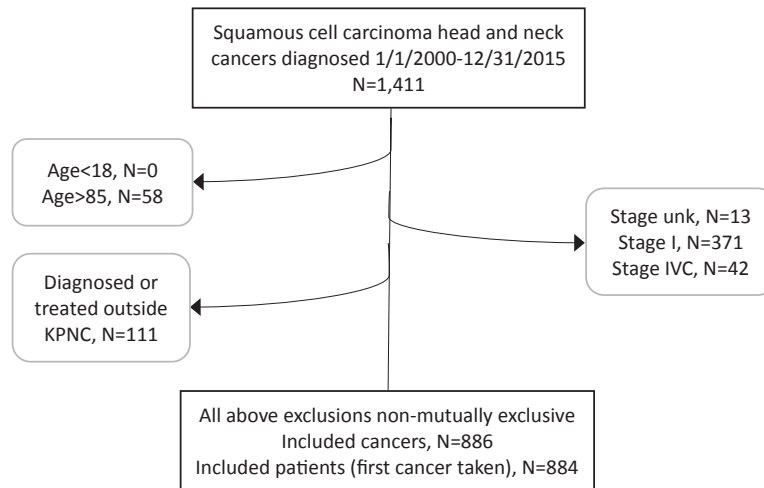 Squamous cell carcinoma head and neck
cancers diagnosed 1/1/2000-12/31/2015
N=1,411
Age<18, N=0
Age>85, N=58
Stage unk, N=13
Stage I, N=371
Stage IVC, N=42
Diagnosed or
treated outside
KPNC, N=111
All above exclusions non-mutually exclusive
Included cancers, N=886
Included patients (first cancer taken), N=884